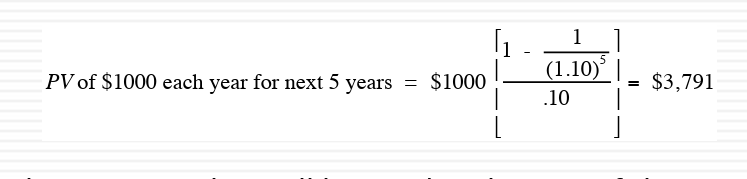 PV of $1000 each year for next 5 years = $1000 [1 - 1/(1.10)^5 / .10] = $3,791